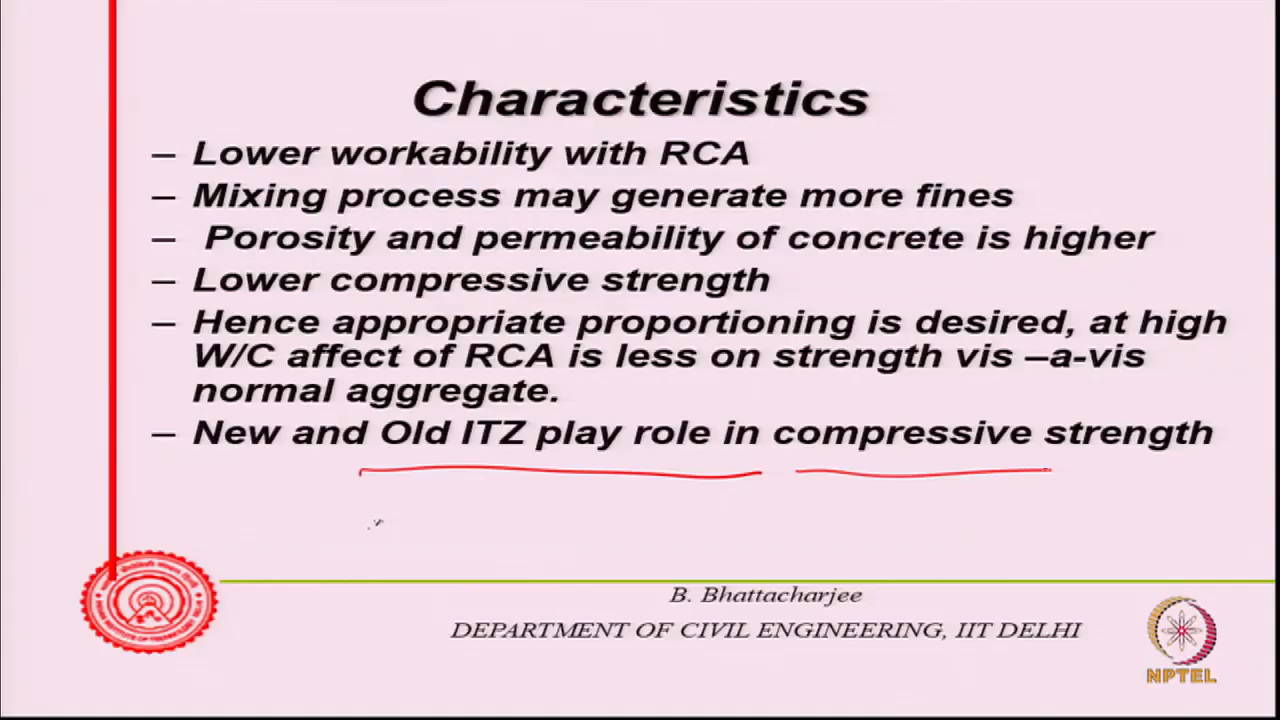 Characteristics
– Lower workability with RCA
– Mixing process may generate more fines
– Porosity and permeability of concrete is higher
– Lower compressive strength
– Hence appropriate proportioning is desired, at high
W/C affect of RCA is less on strength vis –a-vis
normal aggregate.
– New and Old ITZ play role in compressive strength
B. Bhattacharjee
DEPARTMENT OF CIVIL ENGINEERING, IIT DELHI
NPTEL